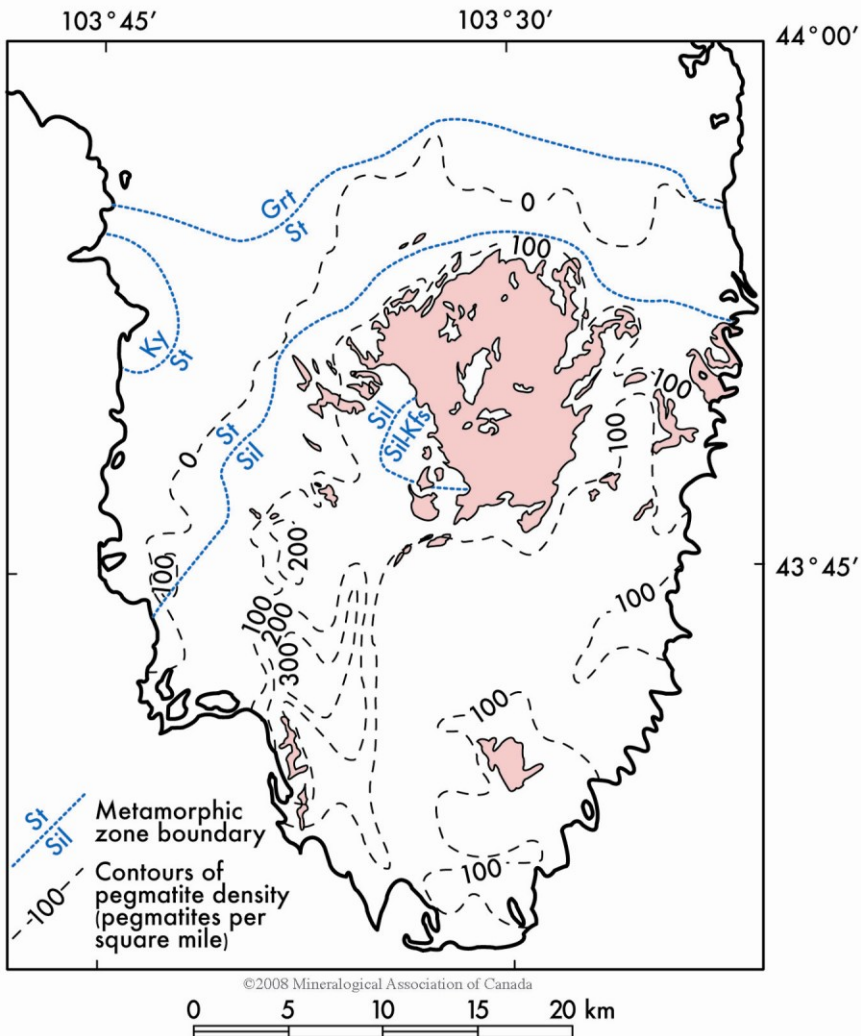 103°45′
103°30′
44°00′
Grt
St
0
100
Ky
St
100
Sil
Sil-Kfs
St
Sil
0
100
200
100
43°45′
100
100
200
300
100
St
Sil
Metamorphic
zone boundary
100
-100-
Contours of
pegmatite density
(pegmatites per
square mile)
©2008 Mineralogical Association of Canada
0 5 10 15 20 km